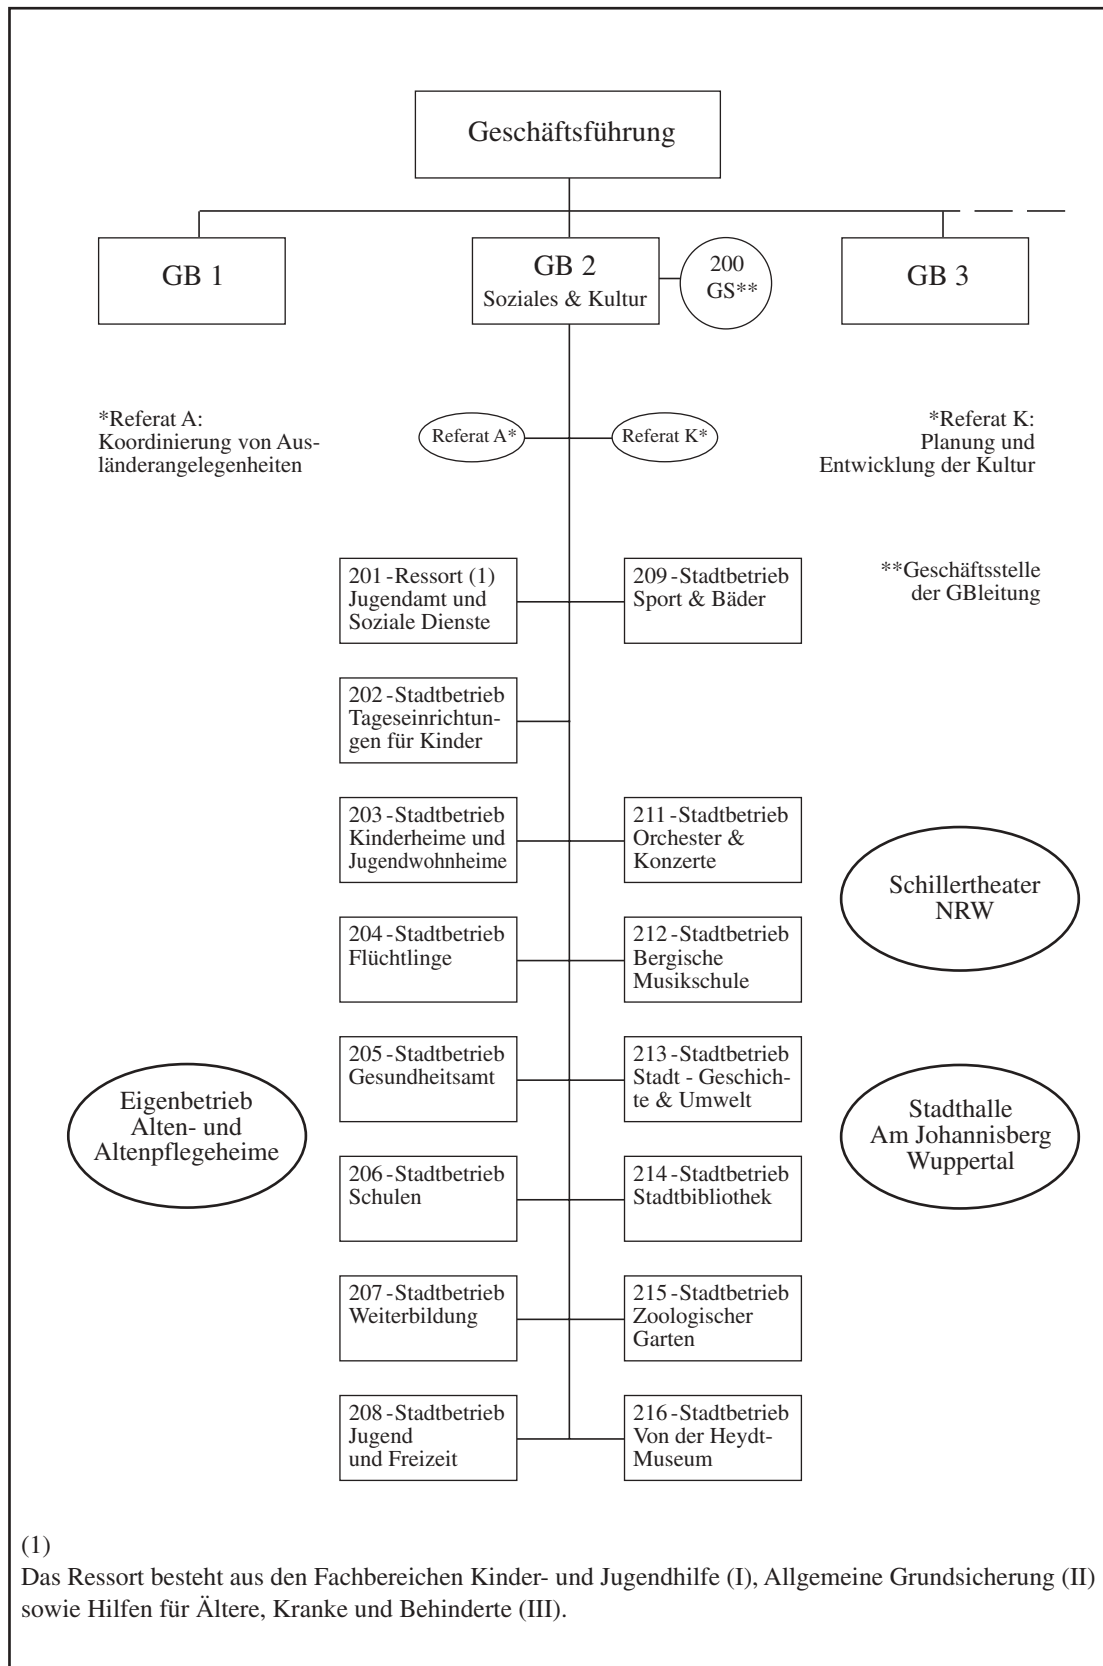 Geschäftsführung
GB 1
GB 2
Soziales & Kultur
200
GS**
GB 3
*Referat A:
Koordinierung von Aus-
länderangelegenheiten
Referat A*
Referat K*
*Referat K:
Planung und
Entwicklung der Kultur
201-Ressort (1)
Jugendamt und
Soziale Dienste
209-Stadtbetrieb
Sport & Bäder
**Geschäftsstelle
der GBleitung
202-Stadtbetrieb
Tageseinrichtun-
gen für Kinder
203-Stadtbetrieb
Kinderheime und
Jugendwohnheime
211-Stadtbetrieb
Orchester &
Konzerte
Schillertheater
NRW
204-Stadtbetrieb
Flüchtlinge
212-Stadtbetrieb
Bergische
Musikschule
Eigenbetrieb
Alten- und
Altenpflegeheime
205-Stadtbetrieb
Gesundheitsamt
213-Stadtbetrieb
Stadt - Geschich-
te & Umwelt
Stadthalle
Am Johannisberg
Wuppertal
206-Stadtbetrieb
Schulen
214-Stadtbetrieb
Stadtbibliothek
207-Stadtbetrieb
Weiterbildung
215-Stadtbetrieb
Zoologischer
Garten
208-Stadtbetrieb
Jugend
und Freizeit
216-Stadtbetrieb
Von der Heydt-
Museum
(1)
Das Ressort besteht aus den Fachbereichen Kinder- und Jugendhilfe (I), Allgemeine Grundsicherung (II)
sowie Hilfen für Ältere, Kranke und Behinderte (III).